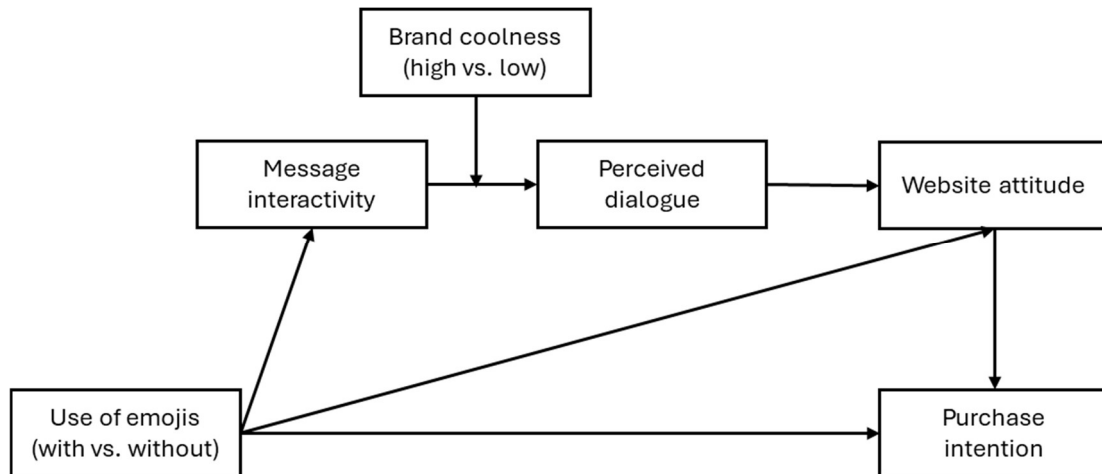 Brand coolness
(high vs. low)
Message
interactivity
Perceived
dialogue
Website attitude
Use of emojis
(with vs. without)
Purchase
intention